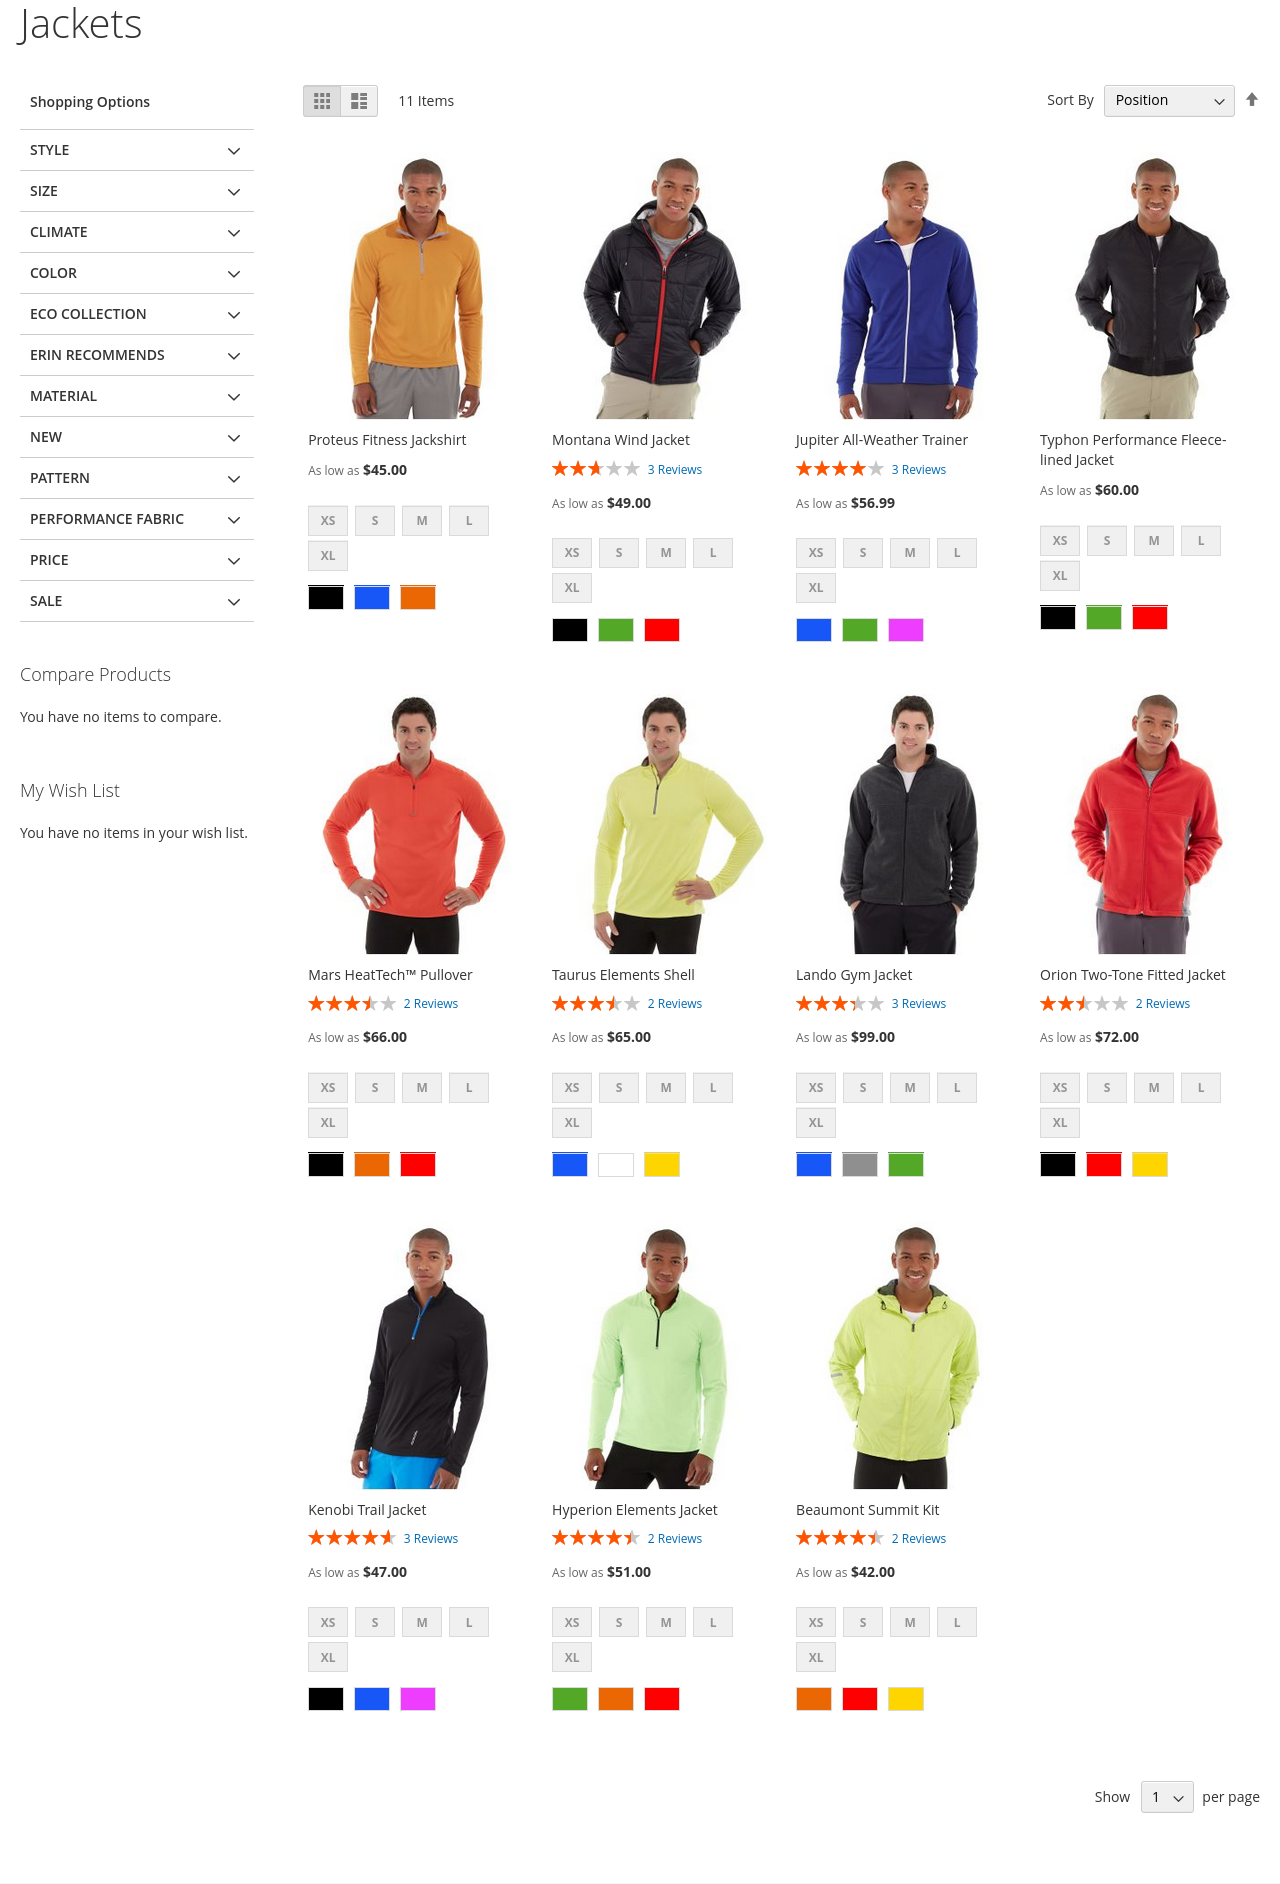 Jackets
Shopping Options
STYLE
SIZE
CLIMATE
COLOR
ECO COLLECTION
ERIN RECOMMENDS
MATERIAL
NEW
PATTERN
PERFORMANCE FABRIC
PRICE
SALE
Compare Products
You have no items to compare.
My Wish List
You have no items in your wish list.
11 Items
Sort By Position
Proteus Fitness Jackshirt
As low as $45.00
XS S M L
XL
Montana Wind Jacket
3 Reviews
As low as $49.00
XS S M L
XL
Jupiter All-Weather Trainer
3 Reviews
As low as $56.99
XS S M L
XL
Typhon Performance Fleece-
lined Jacket
As low as $60.00
XS S M L
XL
Mars HeatTech™ Pullover
2 Reviews
As low as $66.00
XS S M L
XL
Taurus Elements Shell
2 Reviews
As low as $65.00
XS S M L
XL
Lando Gym Jacket
3 Reviews
As low as $99.00
XS S M L
XL
Orion Two-Tone Fitted Jacket
2 Reviews
As low as $72.00
XS S M L
XL
Kenobi Trail Jacket
3 Reviews
As low as $47.00
XS S M L
XL
Hyperion Elements Jacket
2 Reviews
As low as $51.00
XS S M L
XL
Beaumont Summit Kit
2 Reviews
As low as $42.00
XS S M L
XL
Show 1 per page